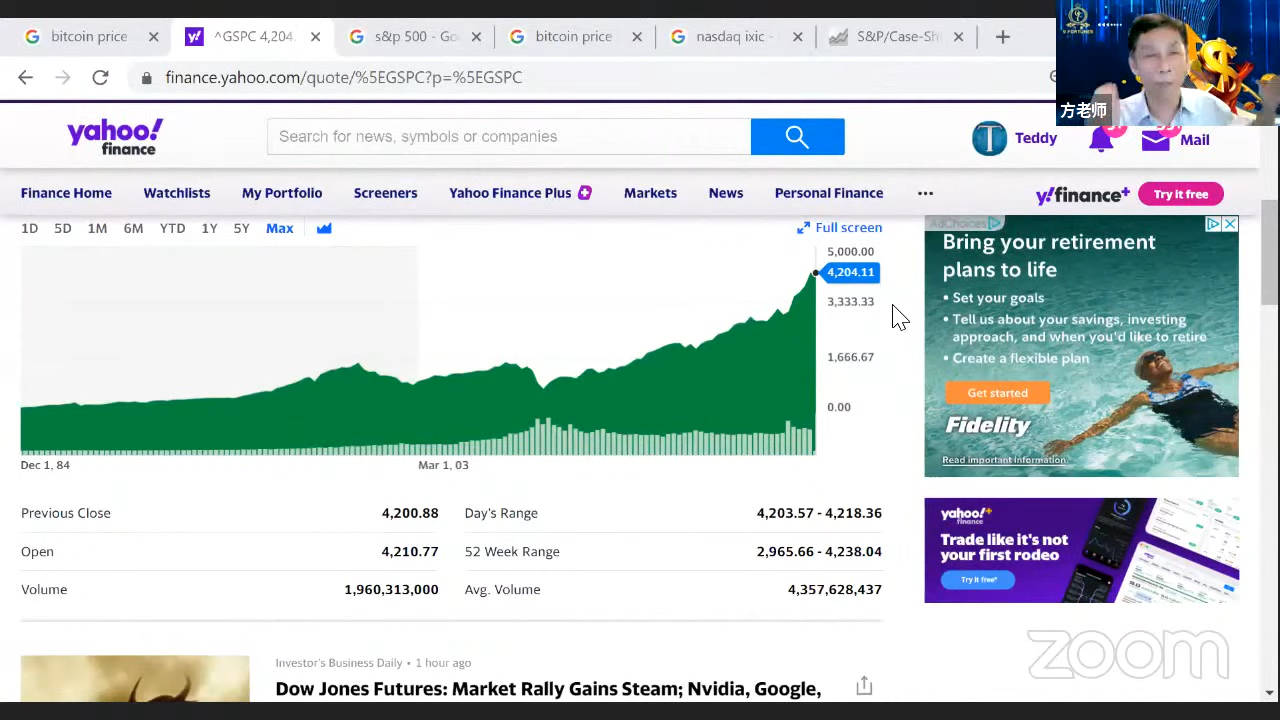 bitcoin price
^GSPC 4,204.
s&p 500 - Go
bitcoin price
nasdaq ixic -
S&P/Case-Sh
finance.yahoo.com/quote/%5EGSPC?p=%5EGSPC
9 FORTUNES
方老师
yahoo!
finance
Search for news, symbols or companies
Teddy
Mail
Finance Home
Watchlists
My Portfolio
Screeners
Yahoo Finance Plus
Markets
News
Personal Finance
y!finance+
Try it free
1D 5D 1M 6M YTD 1Y 5Y Max
Full screen
5,000.00
4,204.11
3,333.33
1,666.67
0.00
Dec 1, 84
Mar 1, 03
Previous Close 4,200.88
Open 4,210.77
Volume 1,960,313,000
Day's Range 4,203.57 - 4,218.36
52 Week Range 2,965.66 - 4,238.04
Avg. Volume 4,357,628,437
AdChoices
Bring your retirement
plans to life
• Set your goals
• Tell us about your savings, investing
approach, and when you'd like to retire
• Create a flexible plan
Get started
Fidelity
Read important information.
yahoo!+
finance
Trade like it's not
your first rodeo
Try it free*
Investor's Business Daily • 1 hour ago
Dow Jones Futures: Market Rally Gains Steam; Nvidia, Google,
zoom